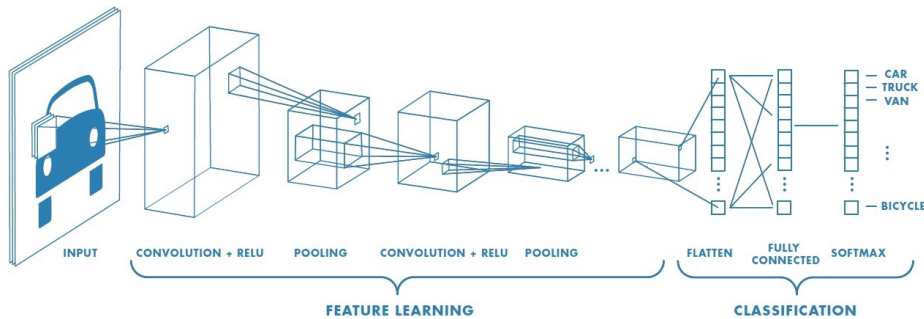 CAR
TRUCK
VAN
BICYCLE
INPUT
CONVOLUTION + RELU
POOLING
CONVOLUTION + RELU
POOLING
FLATTEN
FULLY
CONNECTED
SOFTMAX
FEATURE LEARNING
CLASSIFICATION